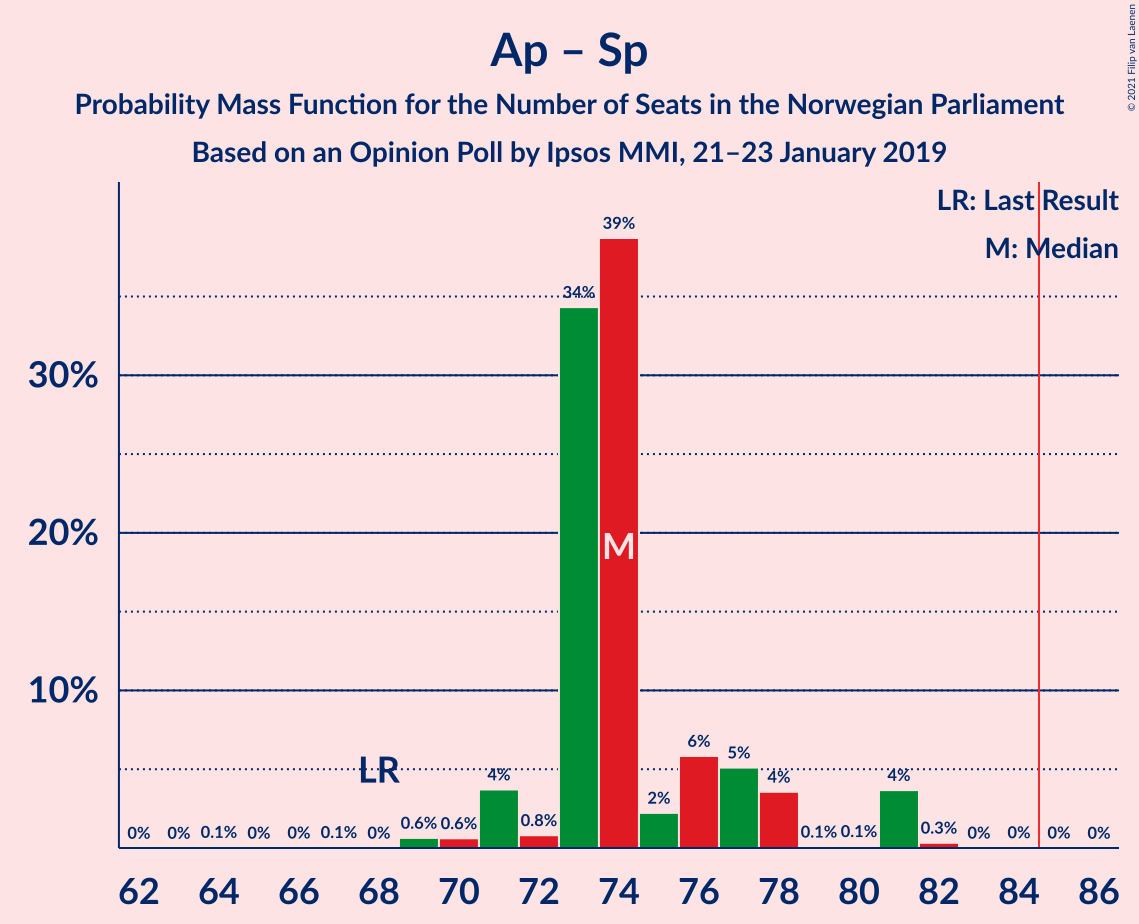 Ap – Sp
Probability Mass Function for the Number of Seats in the Norwegian Parliament
Based on an Opinion Poll by Ipsos MMI, 21–23 January 2019
© 2021 Filip van Laenen
LR: Last Result
M: Median
30%
20%
10%
0% 0% 0.1% 0% 0% 0.1% 0% 0.6% 0.6% 4% 0.8% 34% 39% 2% 6% 5% 4% 0.1% 0.1% 4% 0.3% 0% 0% 0% 0%
LR
M
62 64 66 68 70 72 74 76 78 80 82 84 86